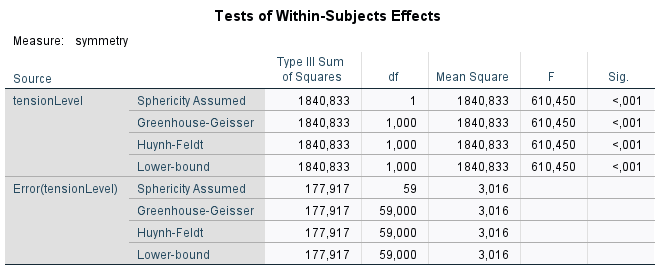 Tests of Within-Subjects Effects
Measure: symmetry
Source Type III Sum of Squares df Mean Square F Sig.
tensionLevel Sphericity Assumed 1840,833 1 1840,833 610,450 <,001
Greenhouse-Geisser 1840,833 1,000 1840,833 610,450 <,001
Huynh-Feldt 1840,833 1,000 1840,833 610,450 <,001
Lower-bound 1840,833 1,000 1840,833 610,450 <,001
Error(tensionLevel) Sphericity Assumed 177,917 59 3,016
Greenhouse-Geisser 177,917 59,000 3,016
Huynh-Feldt 177,917 59,000 3,016
Lower-bound 177,917 59,000 3,016